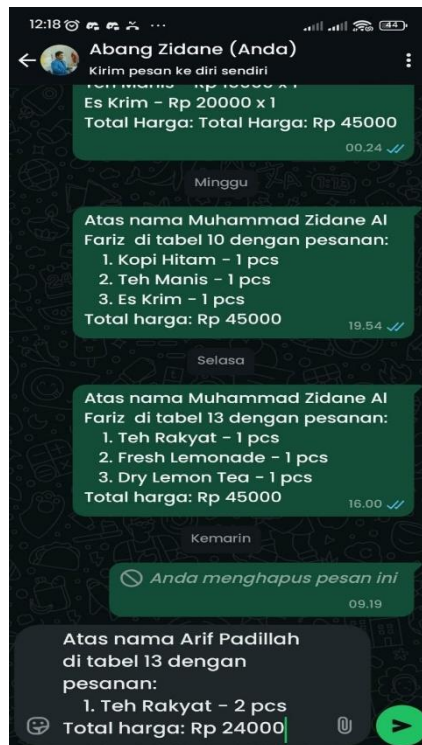 12:18
44
Abang Zidane (Anda)
Kirim pesan ke diri sendiri
Es Krim - Rp 20000 x 1
Total Harga: Total Harga: Rp 45000
00.24
Minggu
Atas nama Muhammad Zidane Al
Fariz di tabel 10 dengan pesanan:
1. Kopi Hitam - 1 pcs
2. Teh Manis - 1 pcs
3. Es Krim - 1 pcs
Total harga: Rp 45000
19.54
Selasa
Atas nama Muhammad Zidane Al
Fariz di tabel 13 dengan pesanan:
1. Teh Rakyat - 1 pcs
2. Fresh Lemonade - 1 pcs
3. Dry Lemon Tea - 1 pcs
Total harga: Rp 45000
16.00
Kemarin
Anda menghapus pesan ini
09.19
Atas nama Arif Padillah
di tabel 13 dengan
pesanan:
1. Teh Rakyat - 2 pcs
Total harga: Rp 24000